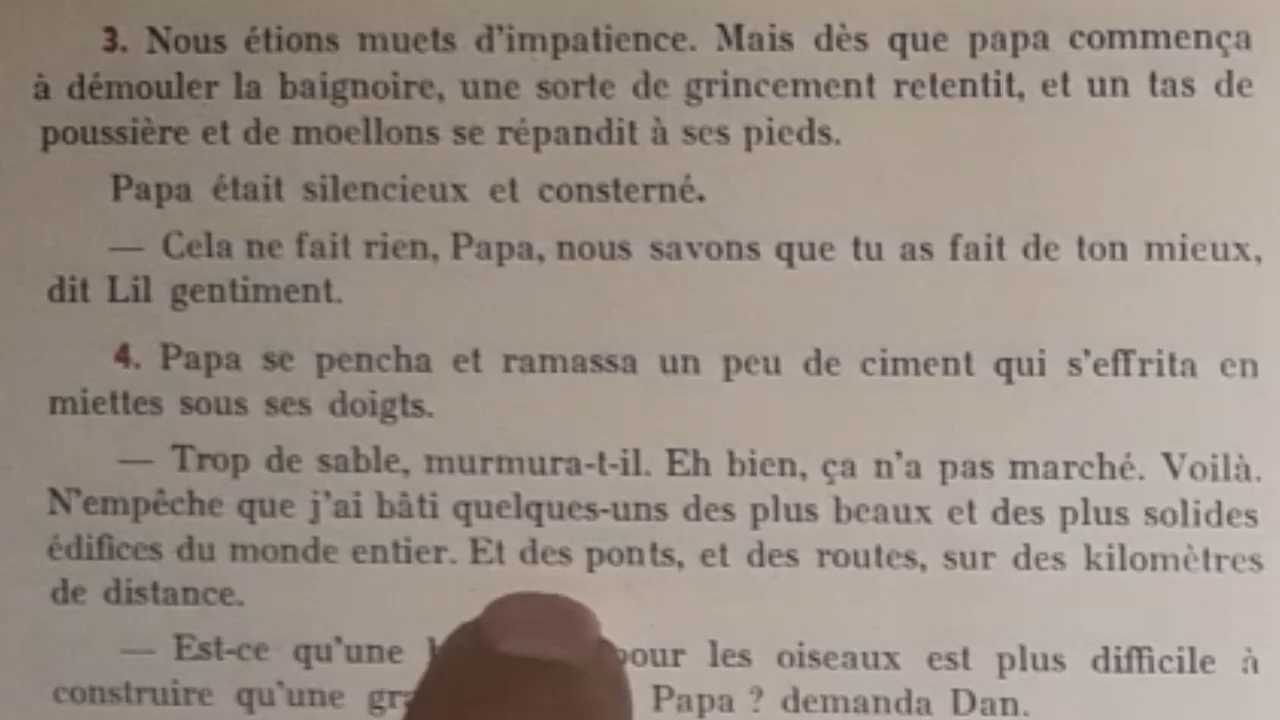 3. Nous étions muets d'impatience. Mais dès que papa commença
à démouler la baignoire, une sorte de grincement retentit, et un tas de
poussière et de moellons se répandit à ses pieds.
Papa était silencieux et consterné.
— Cela ne fait rien, Papa, nous savons que tu as fait de ton mieux,
dit Lil gentiment.
4. Papa se pencha et ramassa un peu de ciment qui s'effrita en
miettes sous ses doigts.
— Trop de sable, murmura-t-il. Eh bien, ça n'a pas marché. Voilà.
N'empêche que j'ai bâti quelques-uns des plus beaux et des plus solides
édifices du monde entier. Et des ponts, et des routes, sur des kilomètres
de distance.
— Est-ce qu'une pour les oiseaux est plus difficile à
construire qu'une Papa ? demanda Dan.